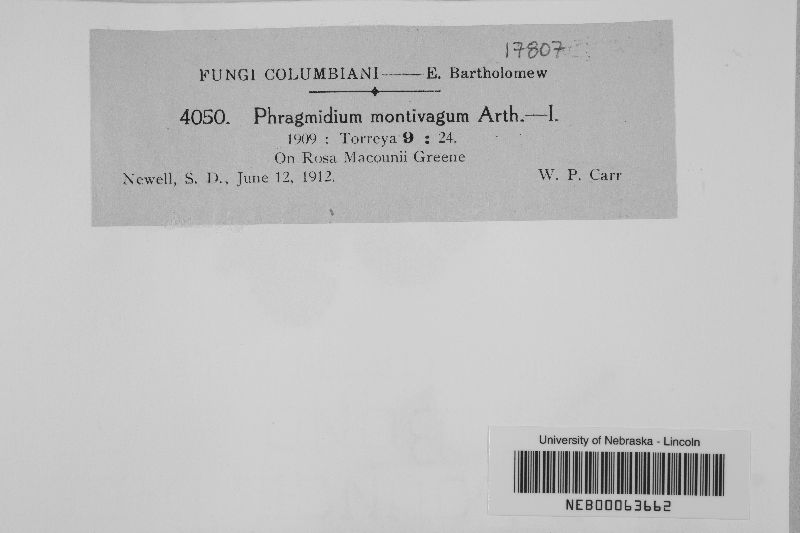 17807
FUNGI COLUMBIANI—— E. Bartholomew
4050. Phragmidium montivagum Arth.—I.
1909 : Torreya 9 : 24.
On Rosa Macounii Greene
Newell, S. D., June 12, 1912.
W. P. Carr
University of Nebraska - Lincoln
NEB00063662